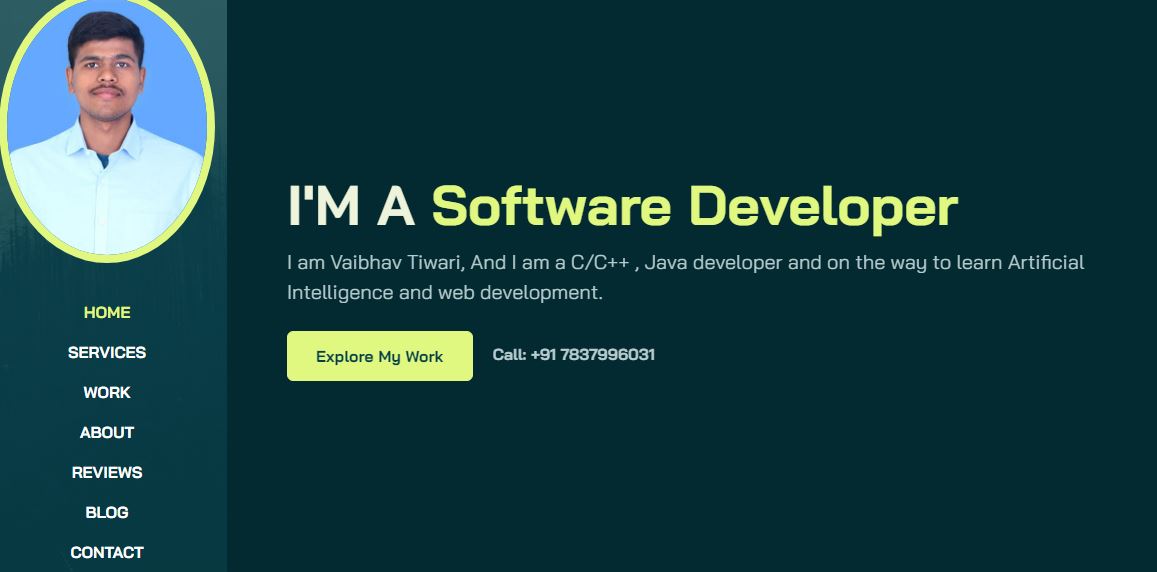 HOME
SERVICES
WORK
ABOUT
REVIEWS
BLOG
CONTACT
I'M A Software Developer
I am Vaibhav Tiwari, And I am a C/C++ , Java developer and on the way to learn Artificial
Intelligence and web development.
Explore My Work
Call: +91 7837996031